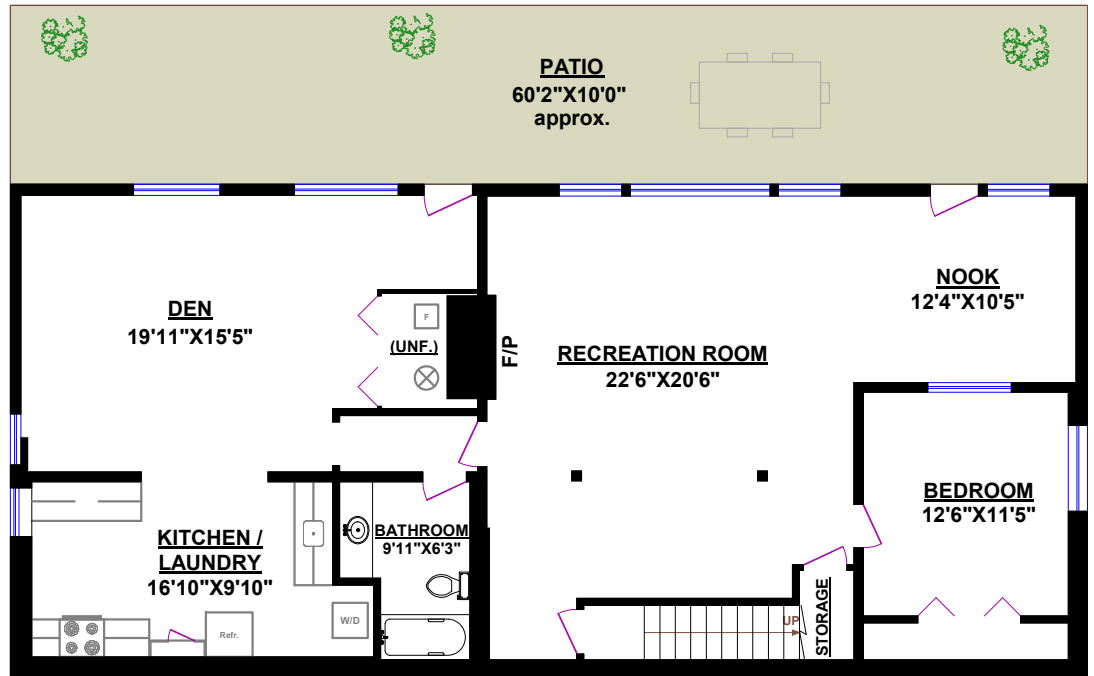 PATIO
60'2"X10'0"
approx.
DEN
19'11"X15'5"
F
(UNF.)
F/P
RECREATION ROOM
22'6"X20'6"
NOOK
12'4"X10'5"
BEDROOM
12'6"X11'5"
KITCHEN /
LAUNDRY
16'10"X9'10"
BATHROOM
9'11"X6'3"
W/D
Refr.
UP
STORAGE